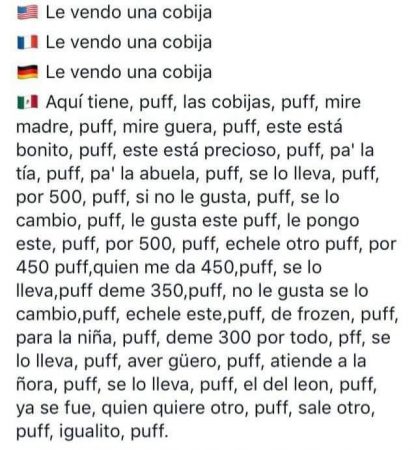 🇺🇸 Le vendo una cobija
🇫🇷 Le vendo una cobija
🇩🇪 Le vendo una cobija
🇲🇽 Aquí tiene, puff, las cobijas, puff, mire
madre, puff, mire guera, puff, este está
bonito, puff, este está precioso, puff, pa' la
tía, puff, pa' la abuela, puff, se lo lleva, puff,
por 500, puff, si no le gusta, puff, se lo
cambio, puff, le gusta este puff, le pongo
este, puff, por 500, puff, echele otro puff, por
450 puff,quien me da 450,puff, se lo
lleva,puff deme 350,puff, no le gusta se lo
cambio,puff, echele este,puff, de frozen, puff,
para la niña, puff, deme 300 por todo, pff, se
lo lleva, puff, aver güero, puff, atiende a la
ñora, puff, se lo lleva, puff, el del leon, puff,
ya se fue, quien quiere otro, puff, sale otro,
puff, igualito, puff.